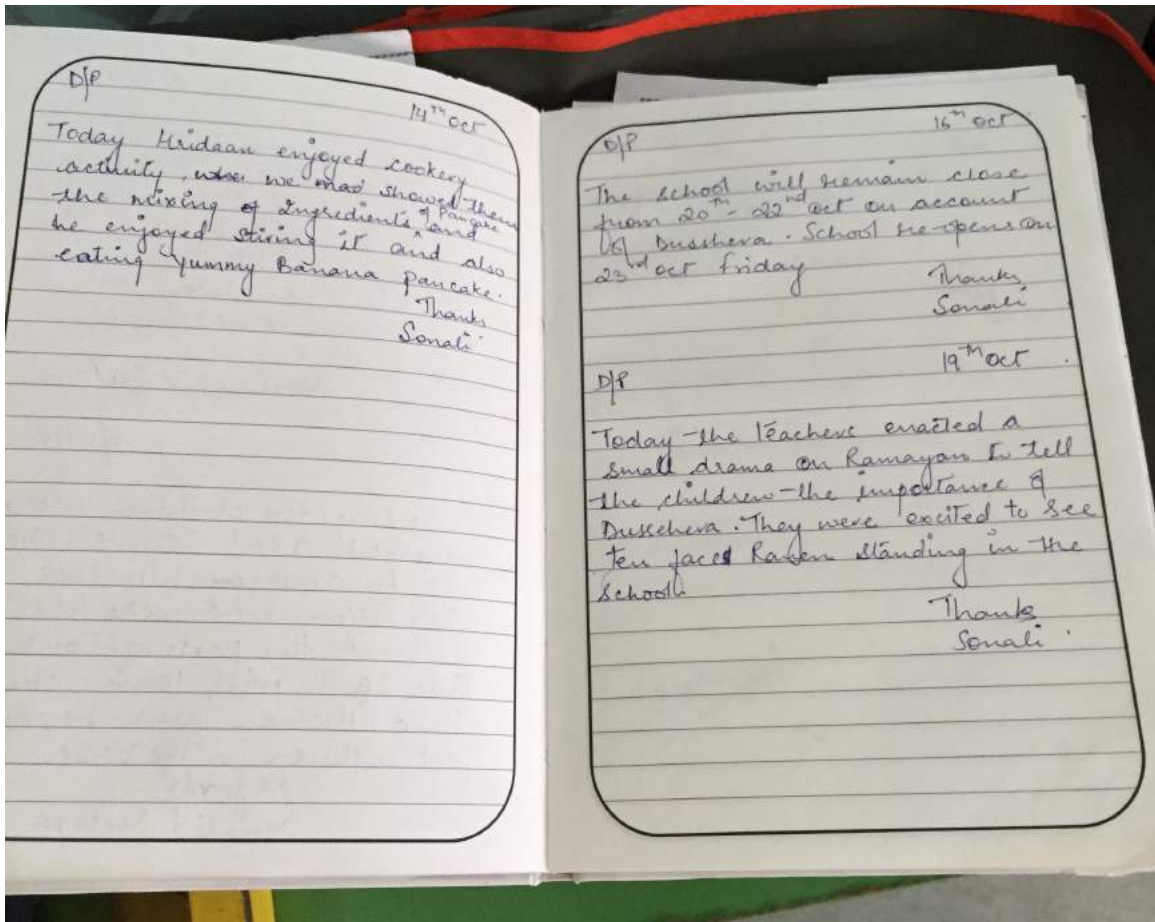 D/P
14th Oct
Today Hridaan enjoyed cookery
activity, we showed them
the mixing of Ingredients of Pancake and
he enjoyed stiring it and also
eating yummy Banana pancake.
Thanks
Sonali
D/P
16th Oct
The school will remain close
from 20th - 22nd Oct on account
of Dussheva. School re-opens on
23rd Oct friday
Thanks
Sonali
D/P
19th Oct
Today the teachers enacted a
small drama on Ramayan to tell
the children the importance of
Dusseheva. They were excited to see
ten faced Raven standing in the
School.
Thanks
Sonali